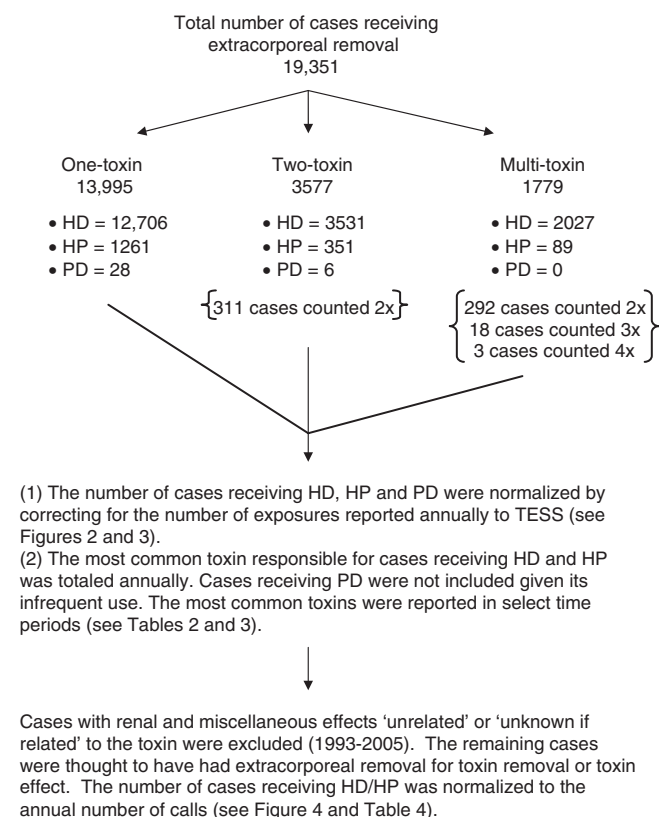 Total number of cases receiving
extracorporeal removal
19,351
One-toxin
13,995
• HD = 12,706
• HP = 1261
• PD = 28
Two-toxin
3577
• HD = 3531
• HP = 351
• PD = 6
{311 cases counted 2x}
Multi-toxin
1779
• HD = 2027
• HP = 89
• PD = 0
292 cases counted 2x
18 cases counted 3x
3 cases counted 4x
(1) The number of cases receiving HD, HP and PD were normalized by
correcting for the number of exposures reported annually to TESS (see
Figures 2 and 3).
(2) The most common toxin responsible for cases receiving HD and HP
was totaled annually. Cases receiving PD were not included given its
infrequent use. The most common toxins were reported in select time
periods (see Tables 2 and 3).
Cases with renal and miscellaneous effects ‘unrelated’ or ‘unknown if
related’ to the toxin were excluded (1993-2005).  The remaining cases
were thought to have had extracorporeal removal for toxin removal or toxin
effect.  The number of cases receiving HD/HP was normalized to the
annual number of calls (see Figure 4 and Table 4).